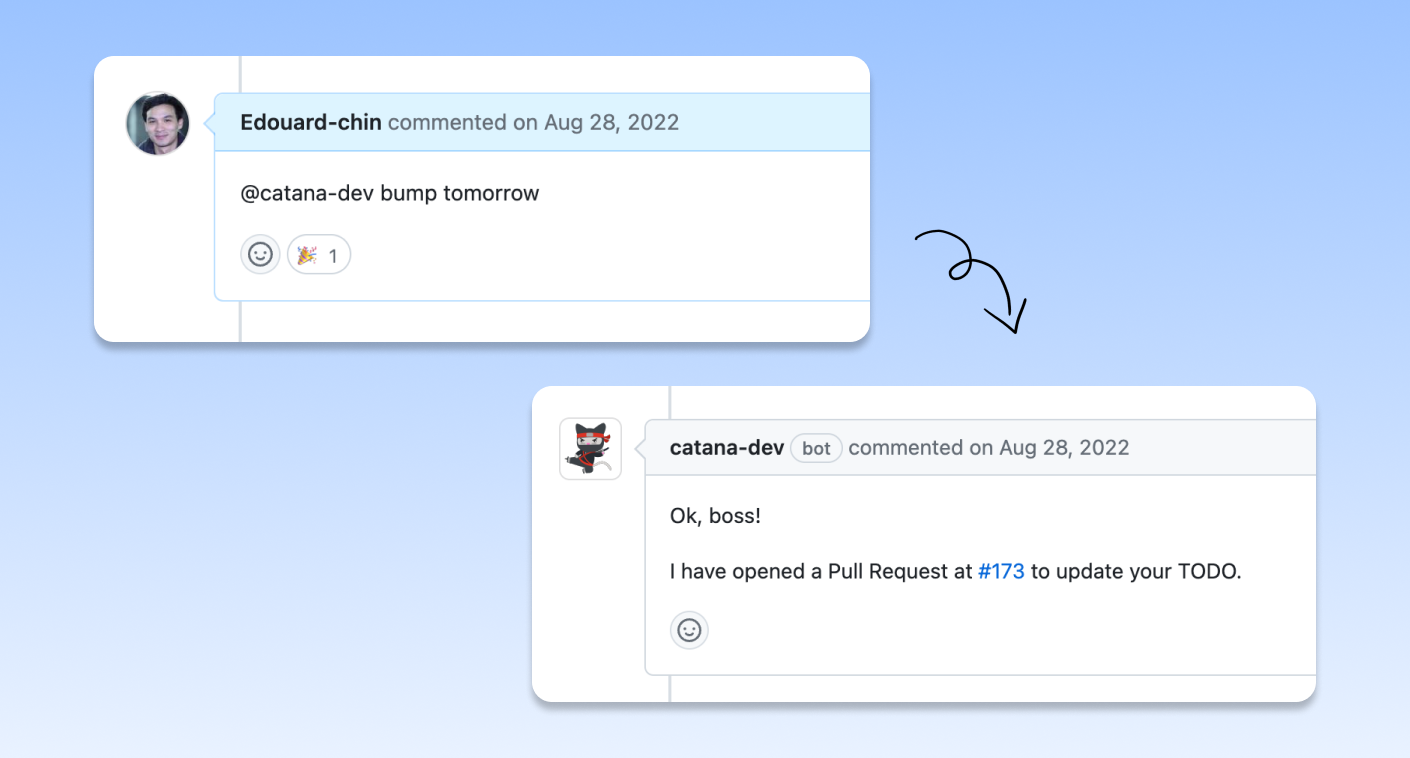 Edouard-chin commented on Aug 28, 2022
@catana-dev bump tomorrow
1
catana-dev bot commented on Aug 28, 2022
Ok, boss!
I have opened a Pull Request at #173 to update your TODO.